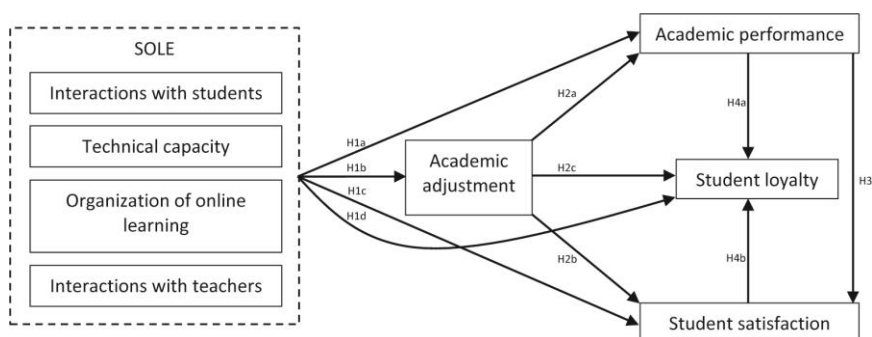 SOLE
Interactions with students
Technical capacity
Organization of online
learning
Interactions with teachers
H1a
H1b
H1c
H1d
Academic
adjustment
H2a
H2c
H2b
Academic performance
H4a
Student loyalty
H3
H4b
Student satisfaction